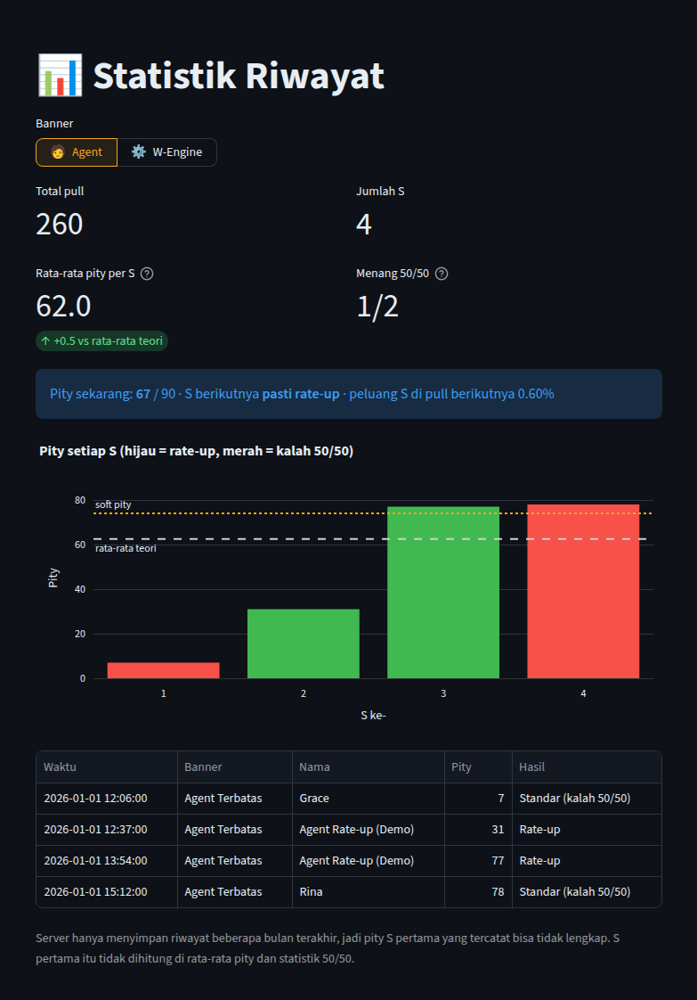 Statistik Riwayat
Banner
Agent
W-Engine
Total pull
Jumlah S
260
4
Rata-rata pity per S
Menang 50/50
62.0
1/2
↑ +0.5 vs rata-rata teori
Pity sekarang: 67 / 90 · S berikutnya pasti rate-up · peluang S di pull berikutnya 0.60%
Pity setiap S (hijau = rate-up, merah = kalah 50/50)
80
soft pity
60
rata-rata teori
Pity
40
20
0
1 2 3 4
S ke-
Waktu Banner Nama Pity Hasil
2026-01-01 12:06:00 Agent Terbatas Grace 7 Standar (kalah 50/50)
2026-01-01 12:37:00 Agent Terbatas Agent Rate-up (Demo) 31 Rate-up
2026-01-01 13:54:00 Agent Terbatas Agent Rate-up (Demo) 77 Rate-up
2026-01-01 15:12:00 Agent Terbatas Rina 78 Standar (kalah 50/50)
Server hanya menyimpan riwayat beberapa bulan terakhir, jadi pity S pertama yang tercatat bisa tidak lengkap. S
pertama itu tidak dihitung di rata-rata pity dan statistik 50/50.